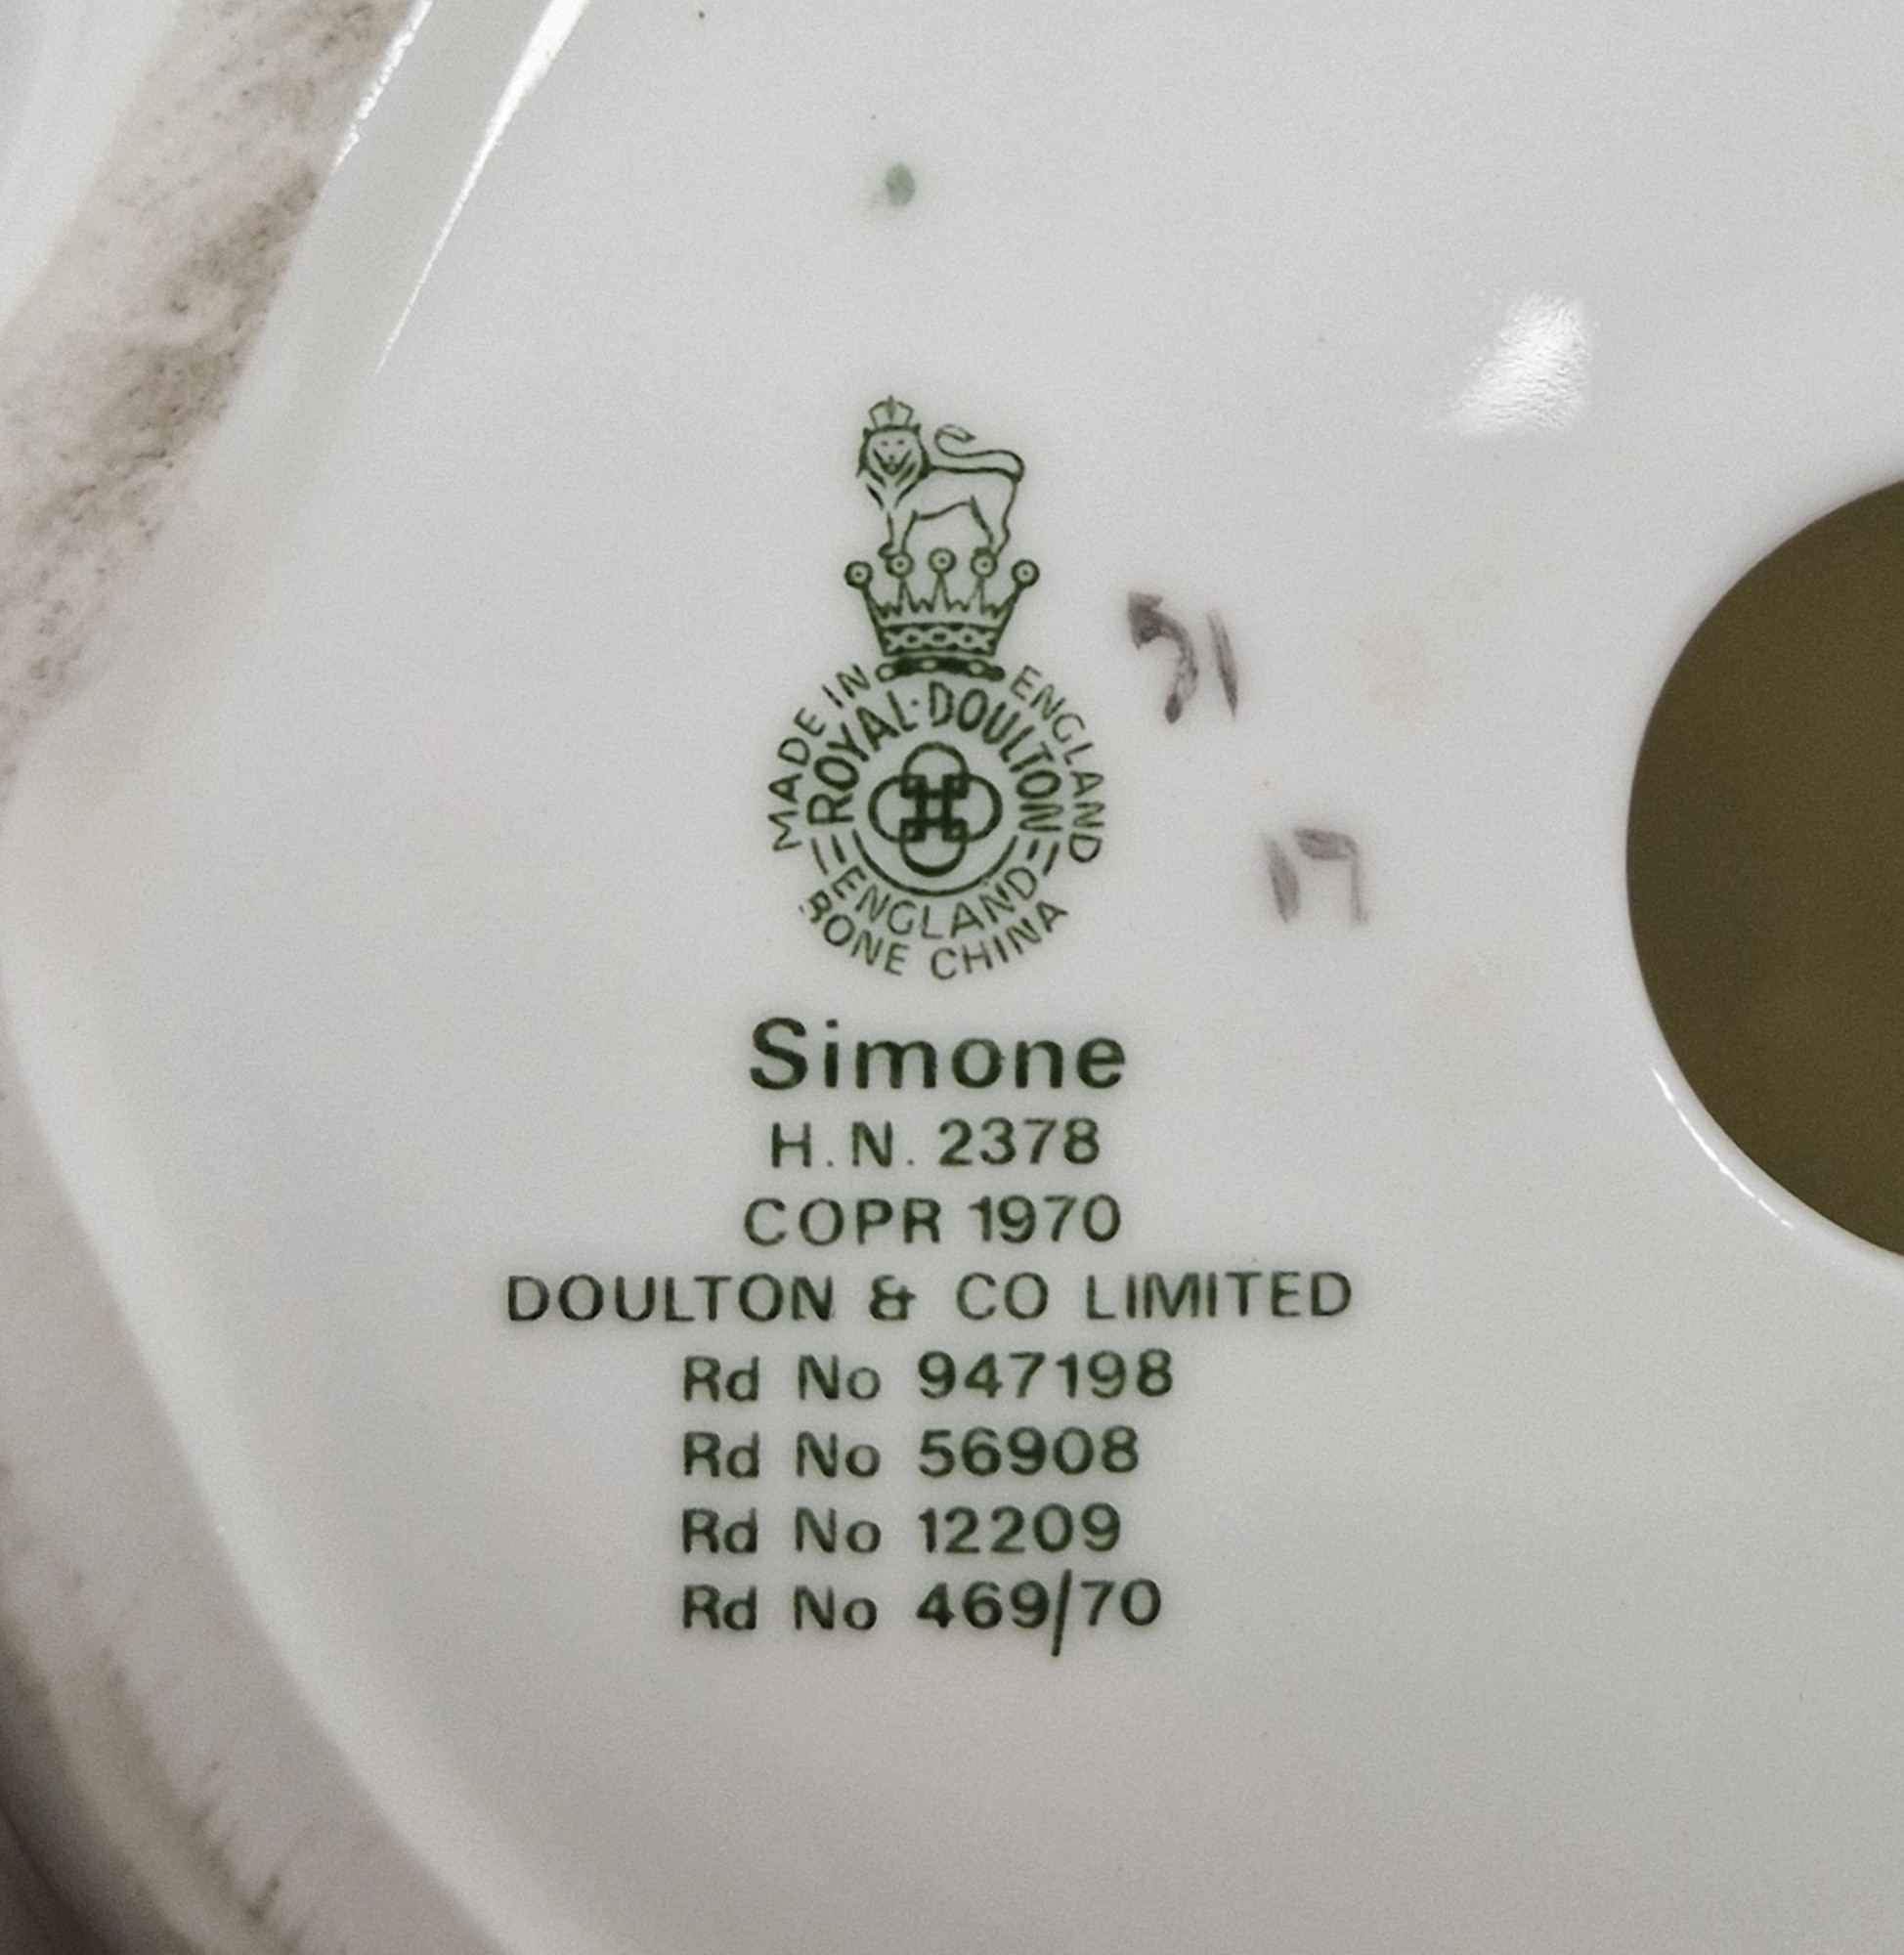 MADE IN ENGLAND
ROYAL·DOULTON
ENGLAND
BONE CHINA
Simone
H.N. 2378
COPR 1970
DOULTON & CO LIMITED
Rd No 947198
Rd No 56908
Rd No 12209
Rd No 469/70